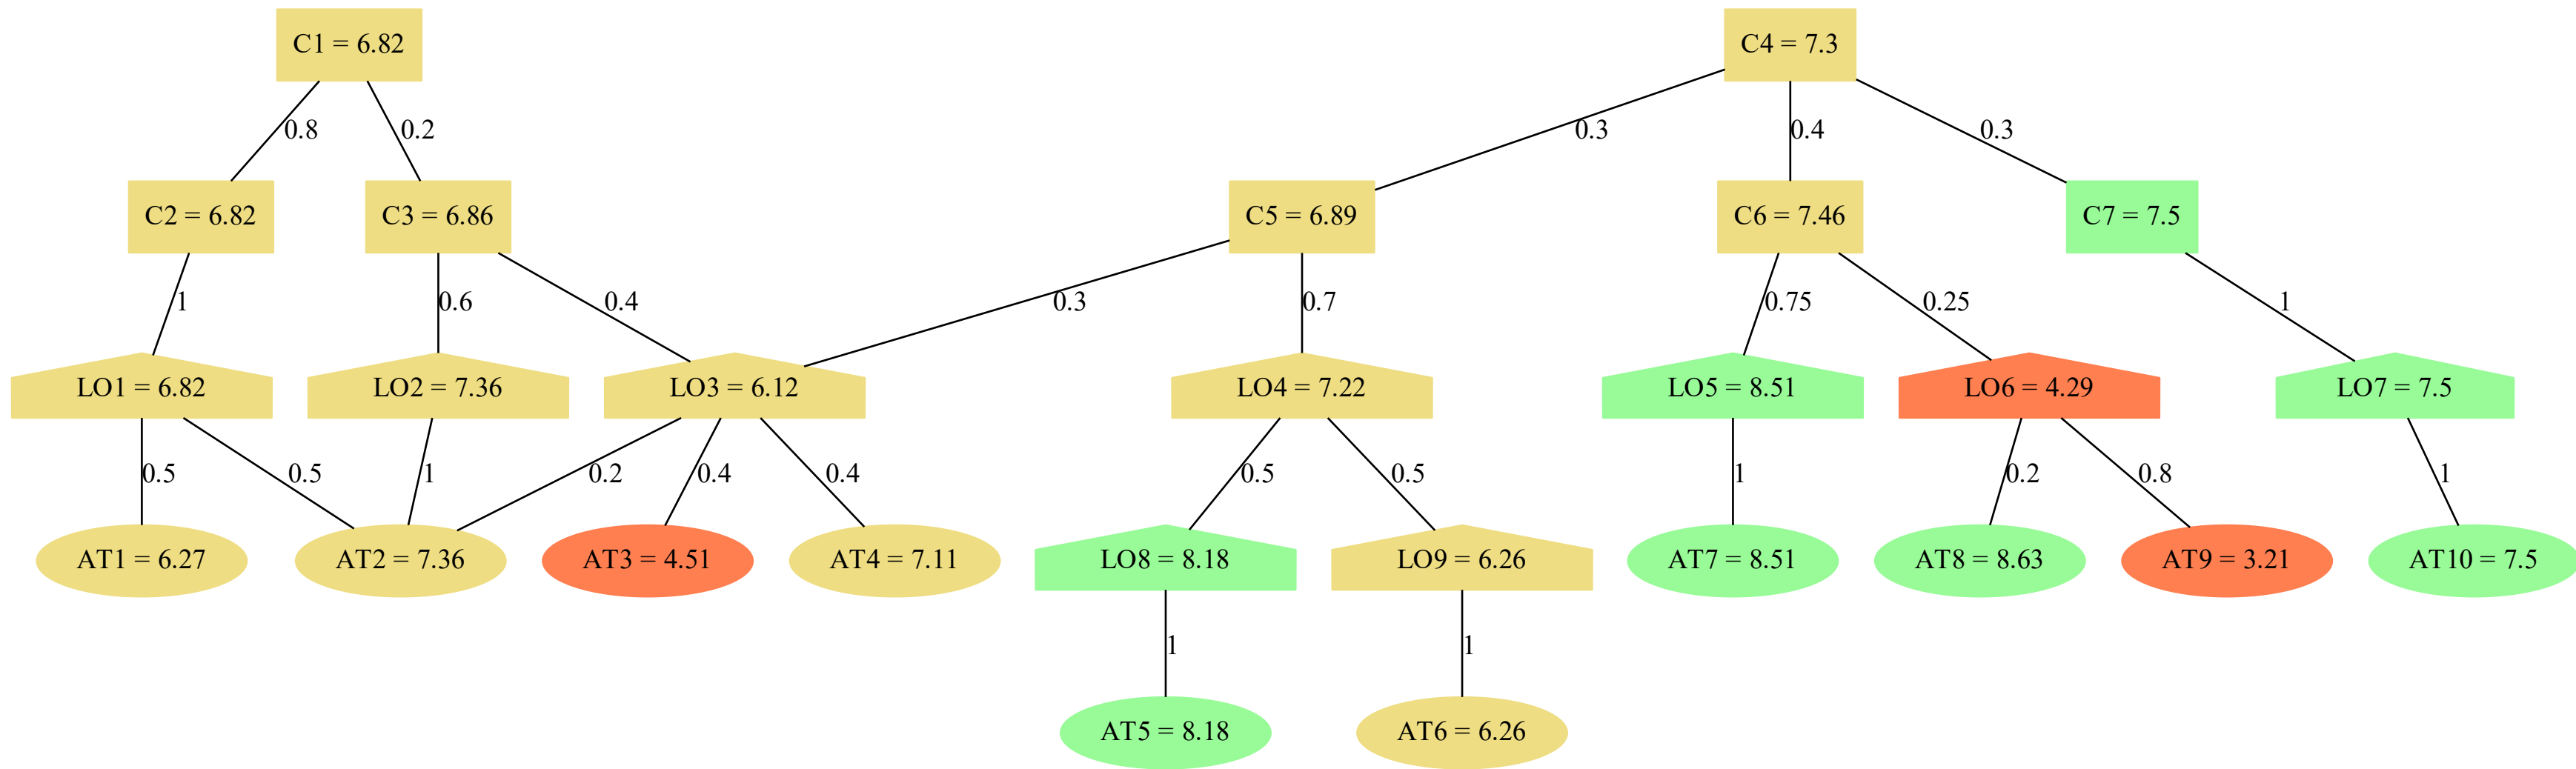 C1 = 6.82
C4 = 7.3
0.8
0.2
0.3
0.4
0.3
C2 = 6.82
C3 = 6.86
C5 = 6.89
C6 = 7.46
C7 = 7.5
1
0.6
0.4
0.3
0.7
0.75
0.25
1
LO1 = 6.82
LO2 = 7.36
LO3 = 6.12
LO4 = 7.22
LO5 = 8.51
LO6 = 4.29
LO7 = 7.5
0.5
0.5
1
0.2
0.4
0.4
0.5
0.5
1
0.2
0.8
1
AT1 = 6.27
AT2 = 7.36
AT3 = 4.51
AT4 = 7.11
LO8 = 8.18
LO9 = 6.26
AT7 = 8.51
AT8 = 8.63
AT9 = 3.21
AT10 = 7.5
1
1
AT5 = 8.18
AT6 = 6.26